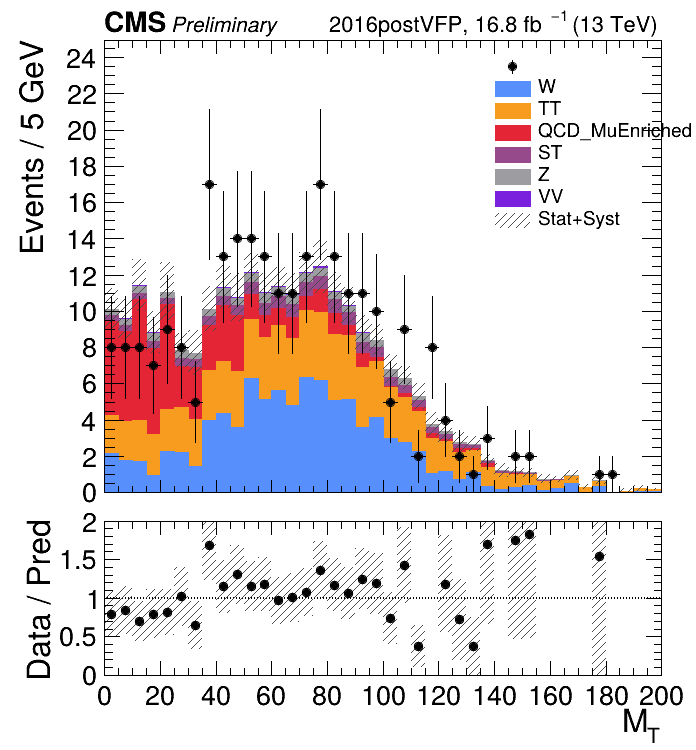 CMS Preliminary 2016postVFP, 16.8 fb⁻¹ (13 TeV)
Events / 5 GeV
24
22
20
18
16
14
12
10
8
6
4
2
0
W
TT
QCD_MuEnriched
ST
Z
VV
Stat+Syst
Data / Pred
2
1.5
1
0.5
0
0 20 40 60 80 100 120 140 160 180 200
M_T